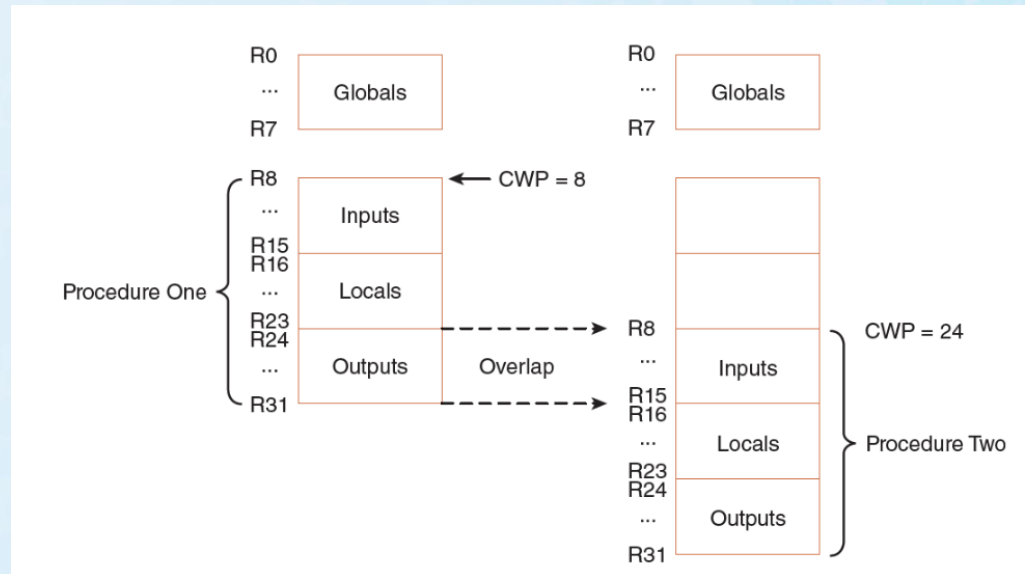 R0
...
R7
Globals
R8
...
R15
R16
...
R23
R24
...
R31
Procedure One
Inputs
Locals
Outputs
CWP = 8
Overlap
R0
...
R7
Globals
R8
...
R15
R16
...
R23
R24
...
R31
Inputs
Locals
Outputs
CWP = 24
Procedure Two